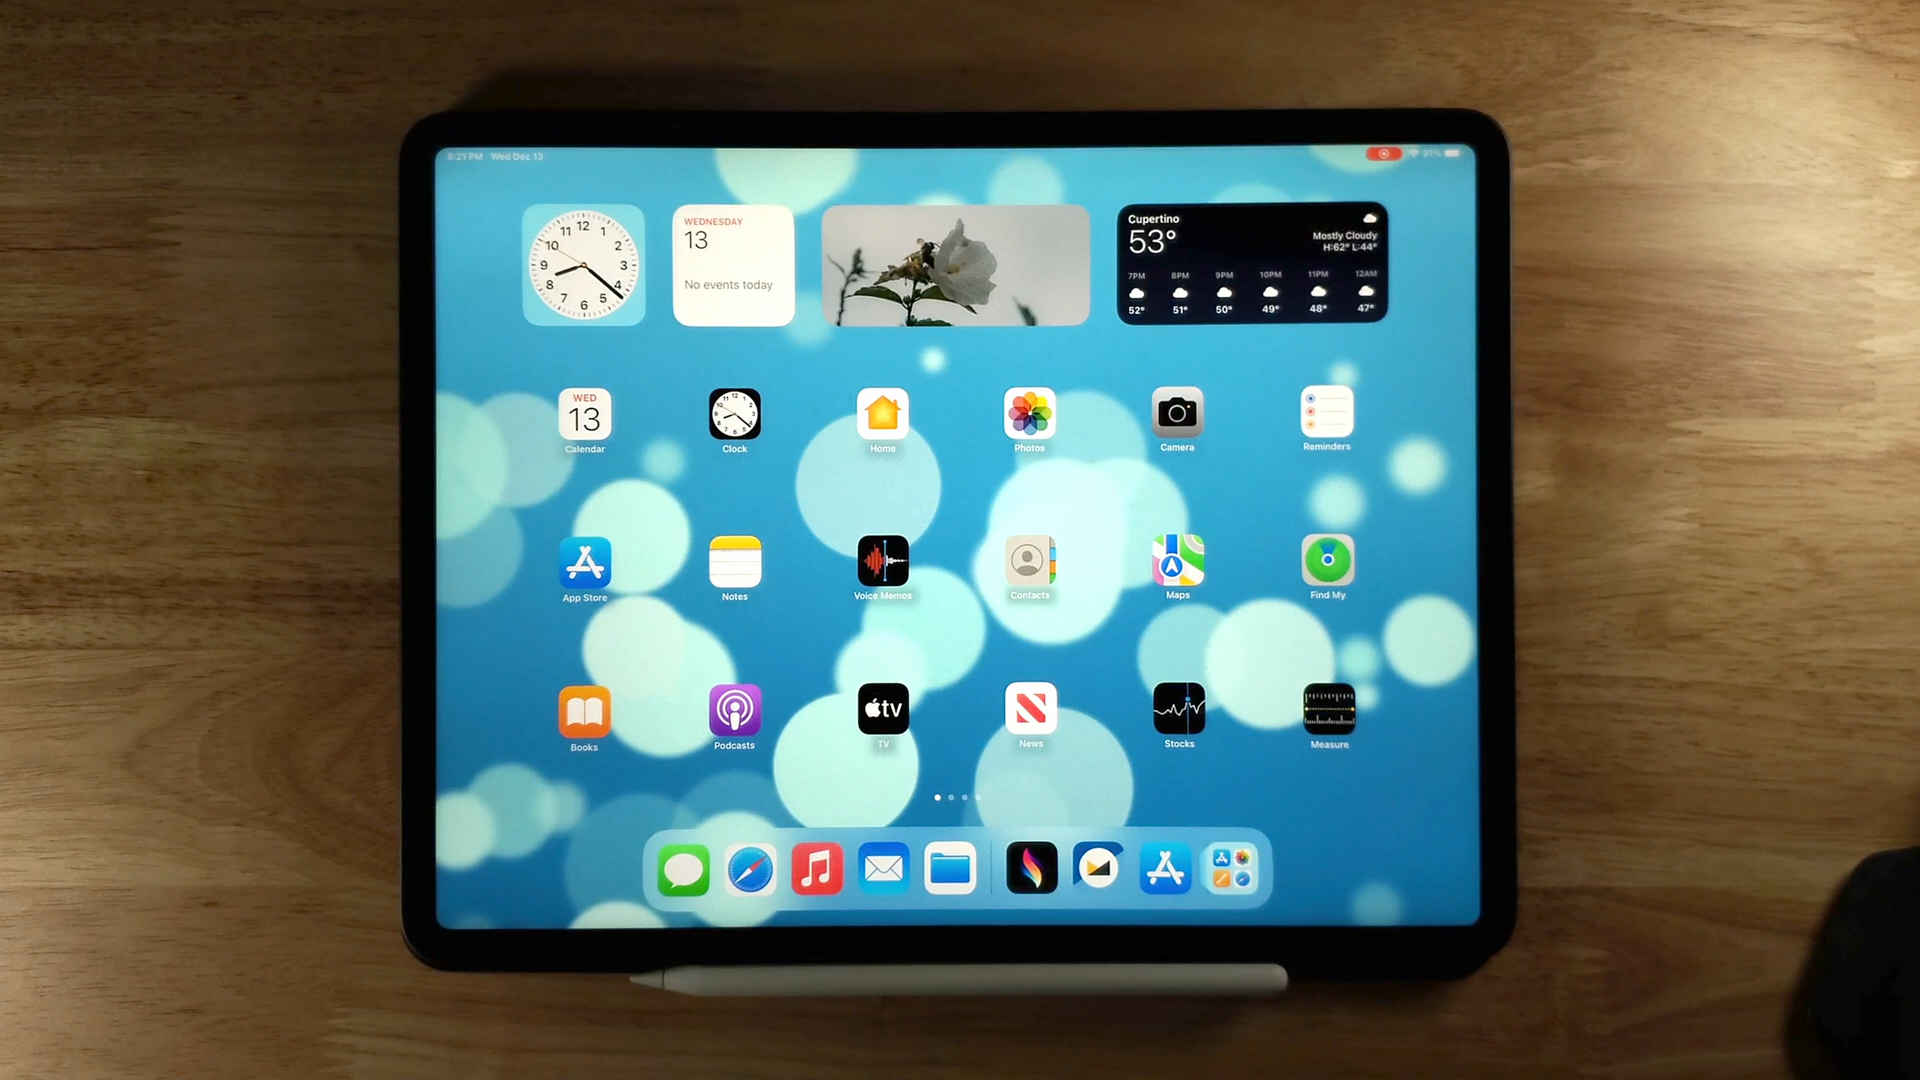 8:21 PM Wed Dec 13
91%
12
11 1
10 2
9 3
8 4
7 5
6
WEDNESDAY
13
No events today
Cupertino
53°
Mostly Cloudy
H:62° L:44°
7PM 8PM 9PM 10PM 11PM 12AM
52° 51° 50° 49° 48° 47°
WED
13
Calendar
Clock
Home
Photos
Camera
Reminders
App Store
Notes
Voice Memos
Contacts
Maps
Find My
tv
Books
Podcasts
TV
News
Stocks
Measure